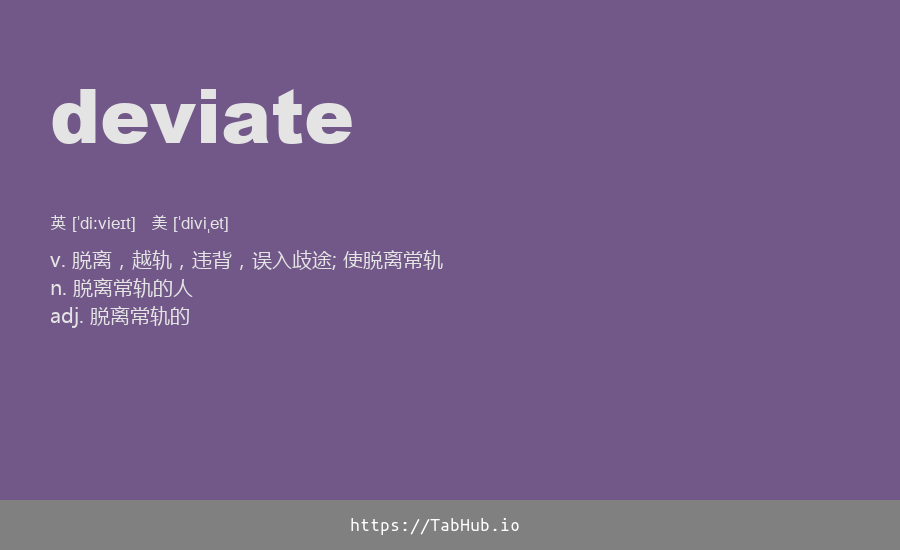 deviate
英 [ˈdiːvieɪt] 美 [ˈdiviˌet]
v. 脱离，越轨，违背，误入歧途; 使脱离常轨
n. 脱离常轨的人
adj. 脱离常轨的
https://TabHub.io